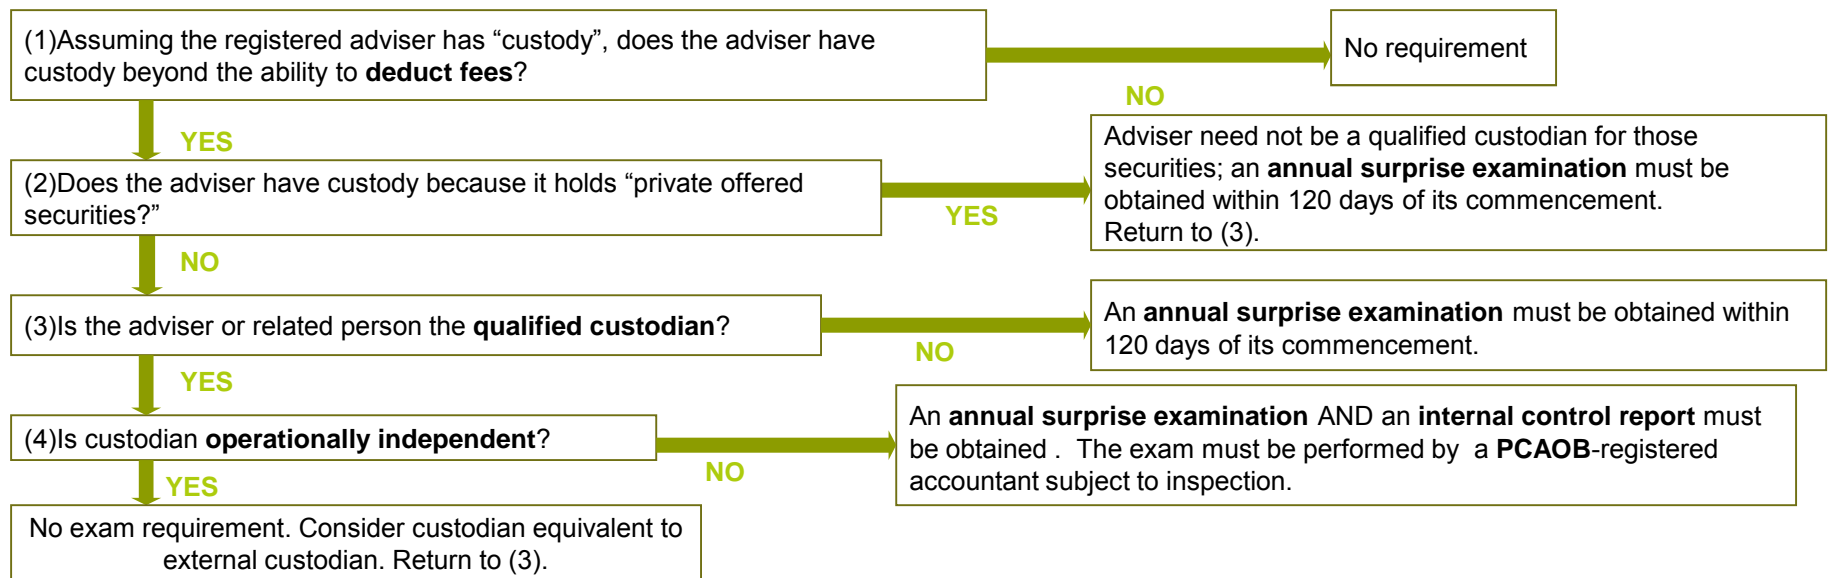 (1)Assuming the registered adviser has “custody”, does the adviser have
custody beyond the ability to deduct fees?
No requirement
NO
YES
Adviser need not be a qualified custodian for those
securities; an annual surprise examination must be
obtained within 120 days of its commencement.
Return to (3).
(2)Does the adviser have custody because it holds “private offered
securities?”
YES
NO
(3)Is the adviser or related person the qualified custodian?
An annual surprise examination must be obtained within
120 days of its commencement.
NO
YES
(4)Is custodian operationally independent?
An annual surprise examination AND an internal control report must
be obtained . The exam must be performed by a PCAOB-registered
accountant subject to inspection.
NO
YES
No exam requirement. Consider custodian equivalent to
external custodian. Return to (3).